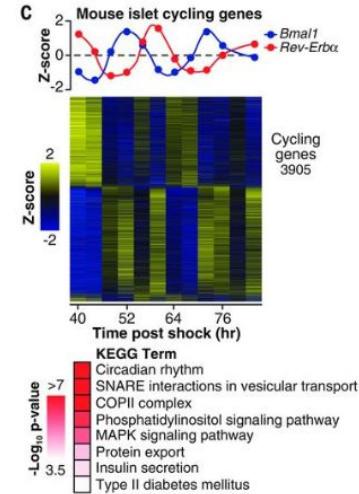 C Mouse islet cycling genes
Z-score
2
0
-2
Bmal1
Rev-Erbα
Cycling
genes
3905
Z-score
2
-2
40 52 64 76
Time post shock (hr)
KEGG Term
Circadian rhythm
SNARE interactions in vesicular transport
COPII complex
Phosphatidylinositol signaling pathway
MAPK signaling pathway
Protein export
Insulin secretion
Type II diabetes mellitus
-Log₁₀ p-value
>7
3.5